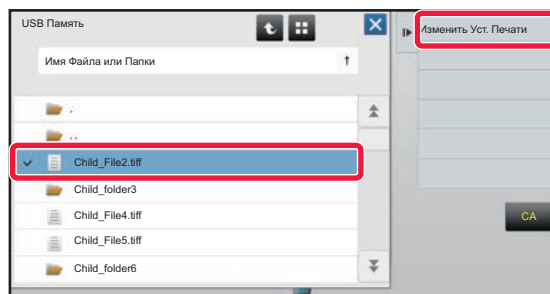 USB Память
Изменить Уст. Печати
Имя Файла или Папки
.
..
Child_File2.tiff
Child_folder3
Child_File4.tiff
Child_File5.tiff
Child_folder6
CA